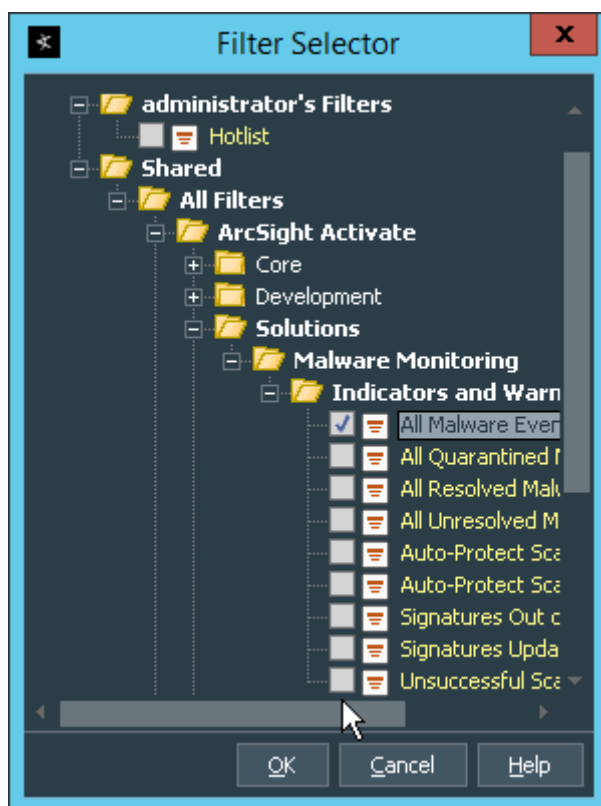 Filter Selector
x
administrator's Filters
Hotlist
Shared
All Filters
ArcSight Activate
Core
Development
Solutions
Malware Monitoring
Indicators and Warn
All Malware Even
All Quarantined M
All Resolved Malw
All Unresolved M
Auto-Protect Sca
Auto-Protect Sca
Signatures Out o
Signatures Upda
Unsuccessful Sca
OK
Cancel
Help